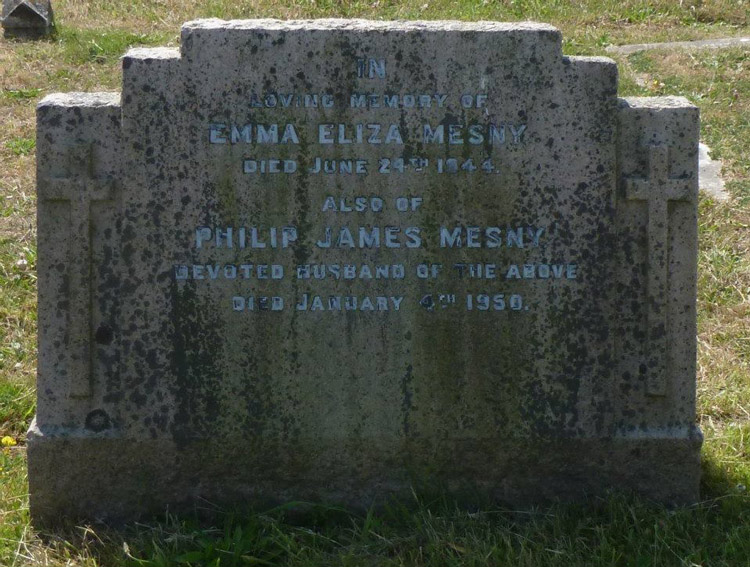 IN
LOVING MEMORY OF
EMMA ELIZA MESNY
DIED JUNE 24TH 1944.
ALSO OF
PHILIP JAMES MESNY
DEVOTED HUSBAND OF THE ABOVE
DIED JANUARY 4TH 1950.